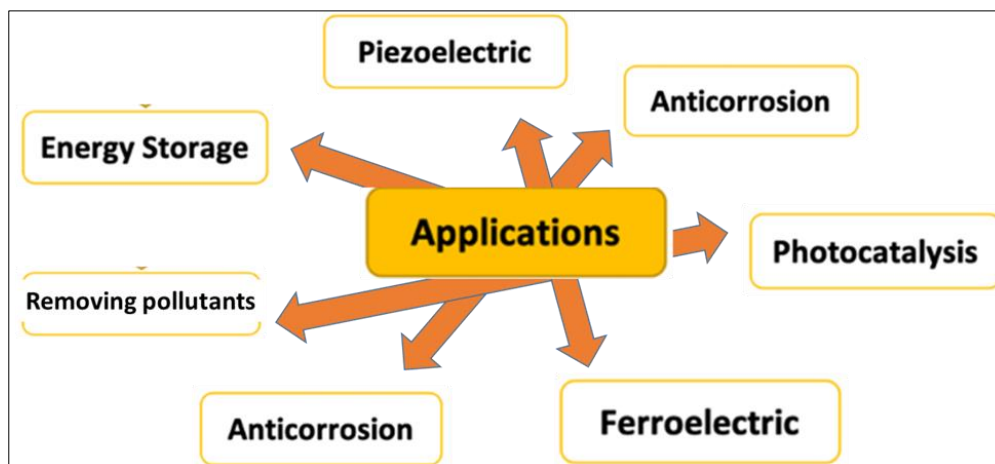 Piezoelectric
Anticorrosion
Energy Storage
Applications
Photocatalysis
Removing pollutants
Anticorrosion
Ferroelectric